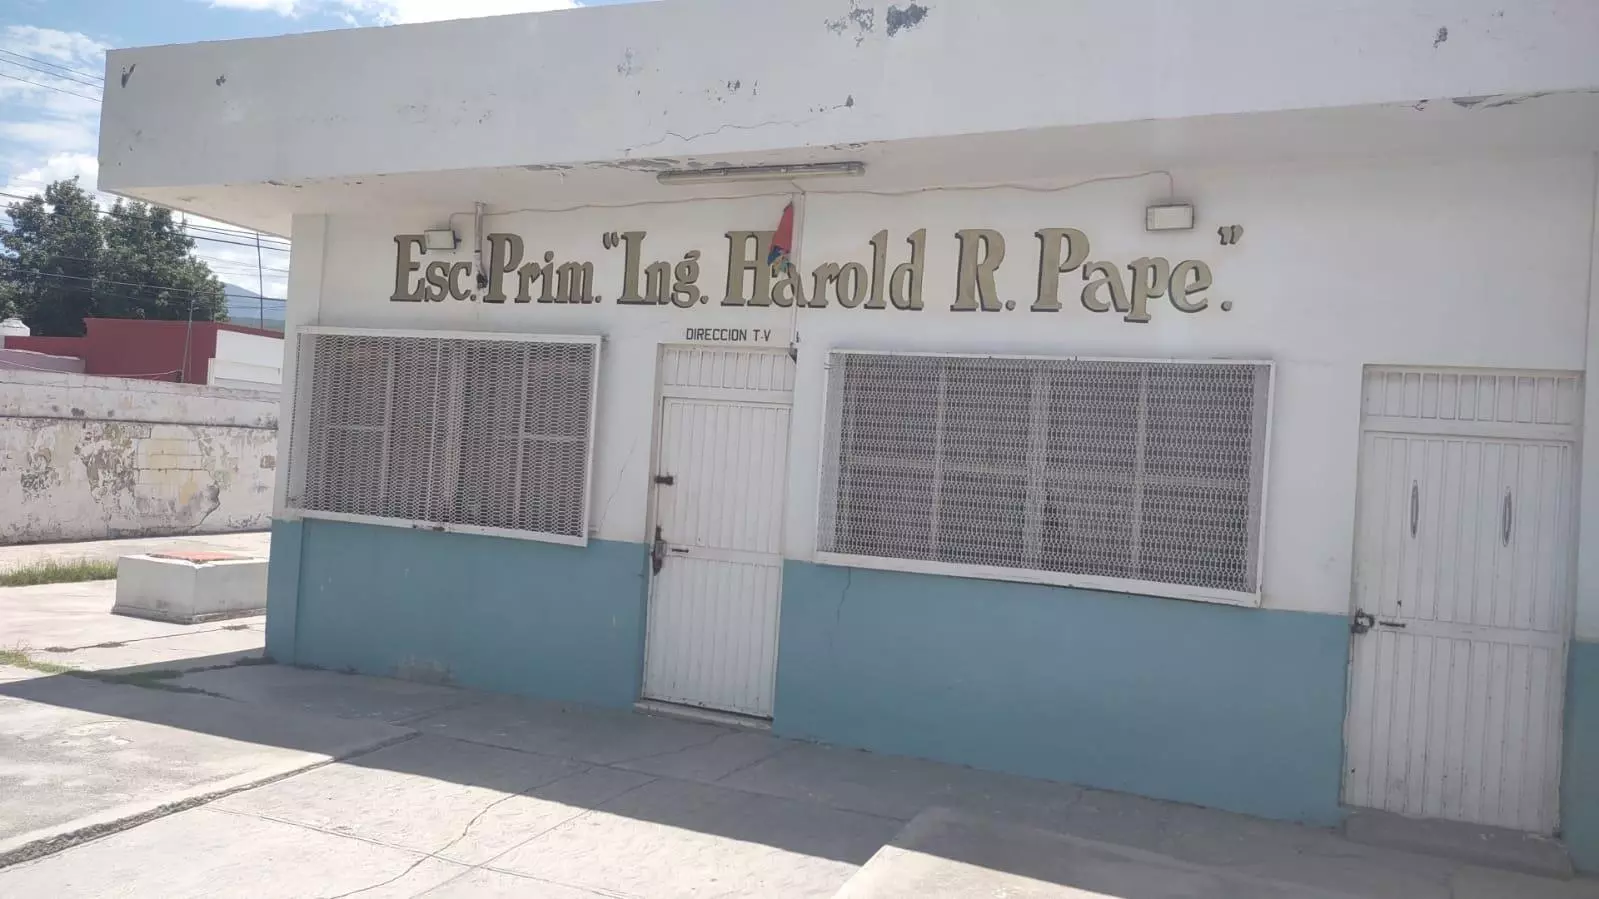 Esc. Prim. "Ing. Harold R. Pape."
DIRECCION T-V